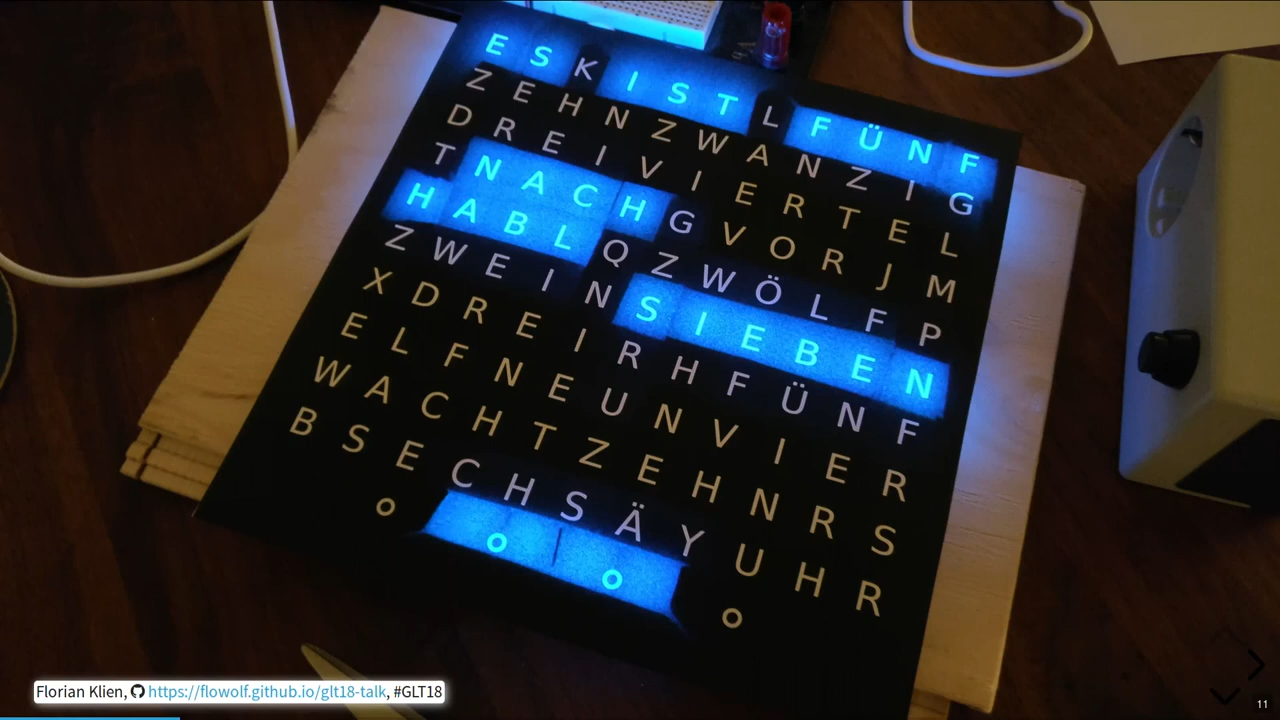 ESKISTLFÜNF
ZEHNZWANZIG
DREIVIERTEL
TNACHGVORJM
HABLQZWÖLFP
ZWEINSIEBEN
XDREIRHFÜNF
ELFNEUNVIER
WACHTZEHNRS
BSECHSÄYUHR
Florian Klien, https://flowolf.github.io/glt18-talk, #GLT18
11